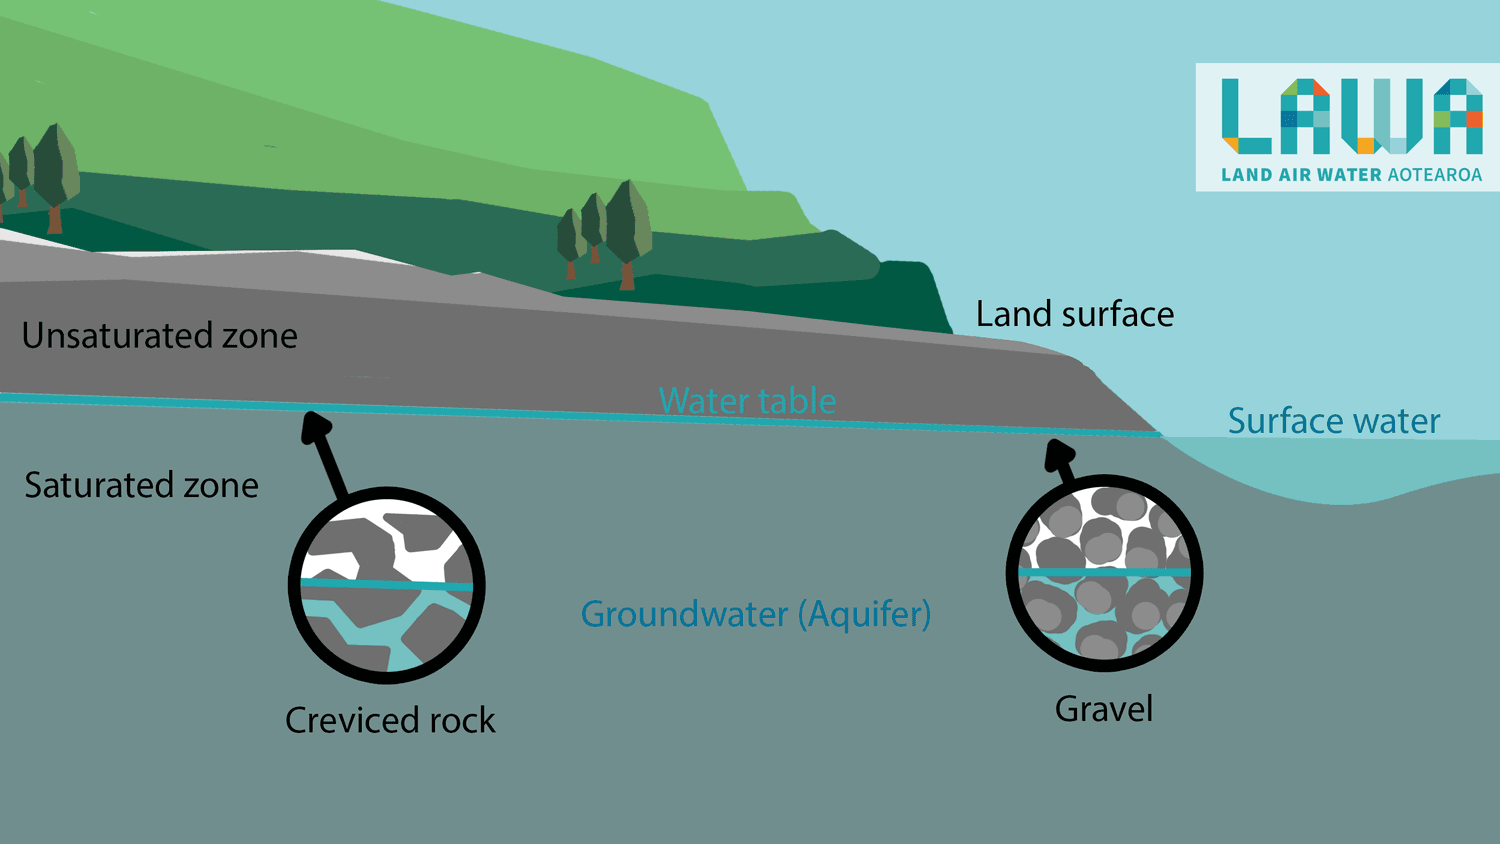 LAWA
LAND AIR WATER AOTEAROA
Land surface
Unsaturated zone
Water table
Surface water
Saturated zone
Groundwater (Aquifer)
Creviced rock
Gravel